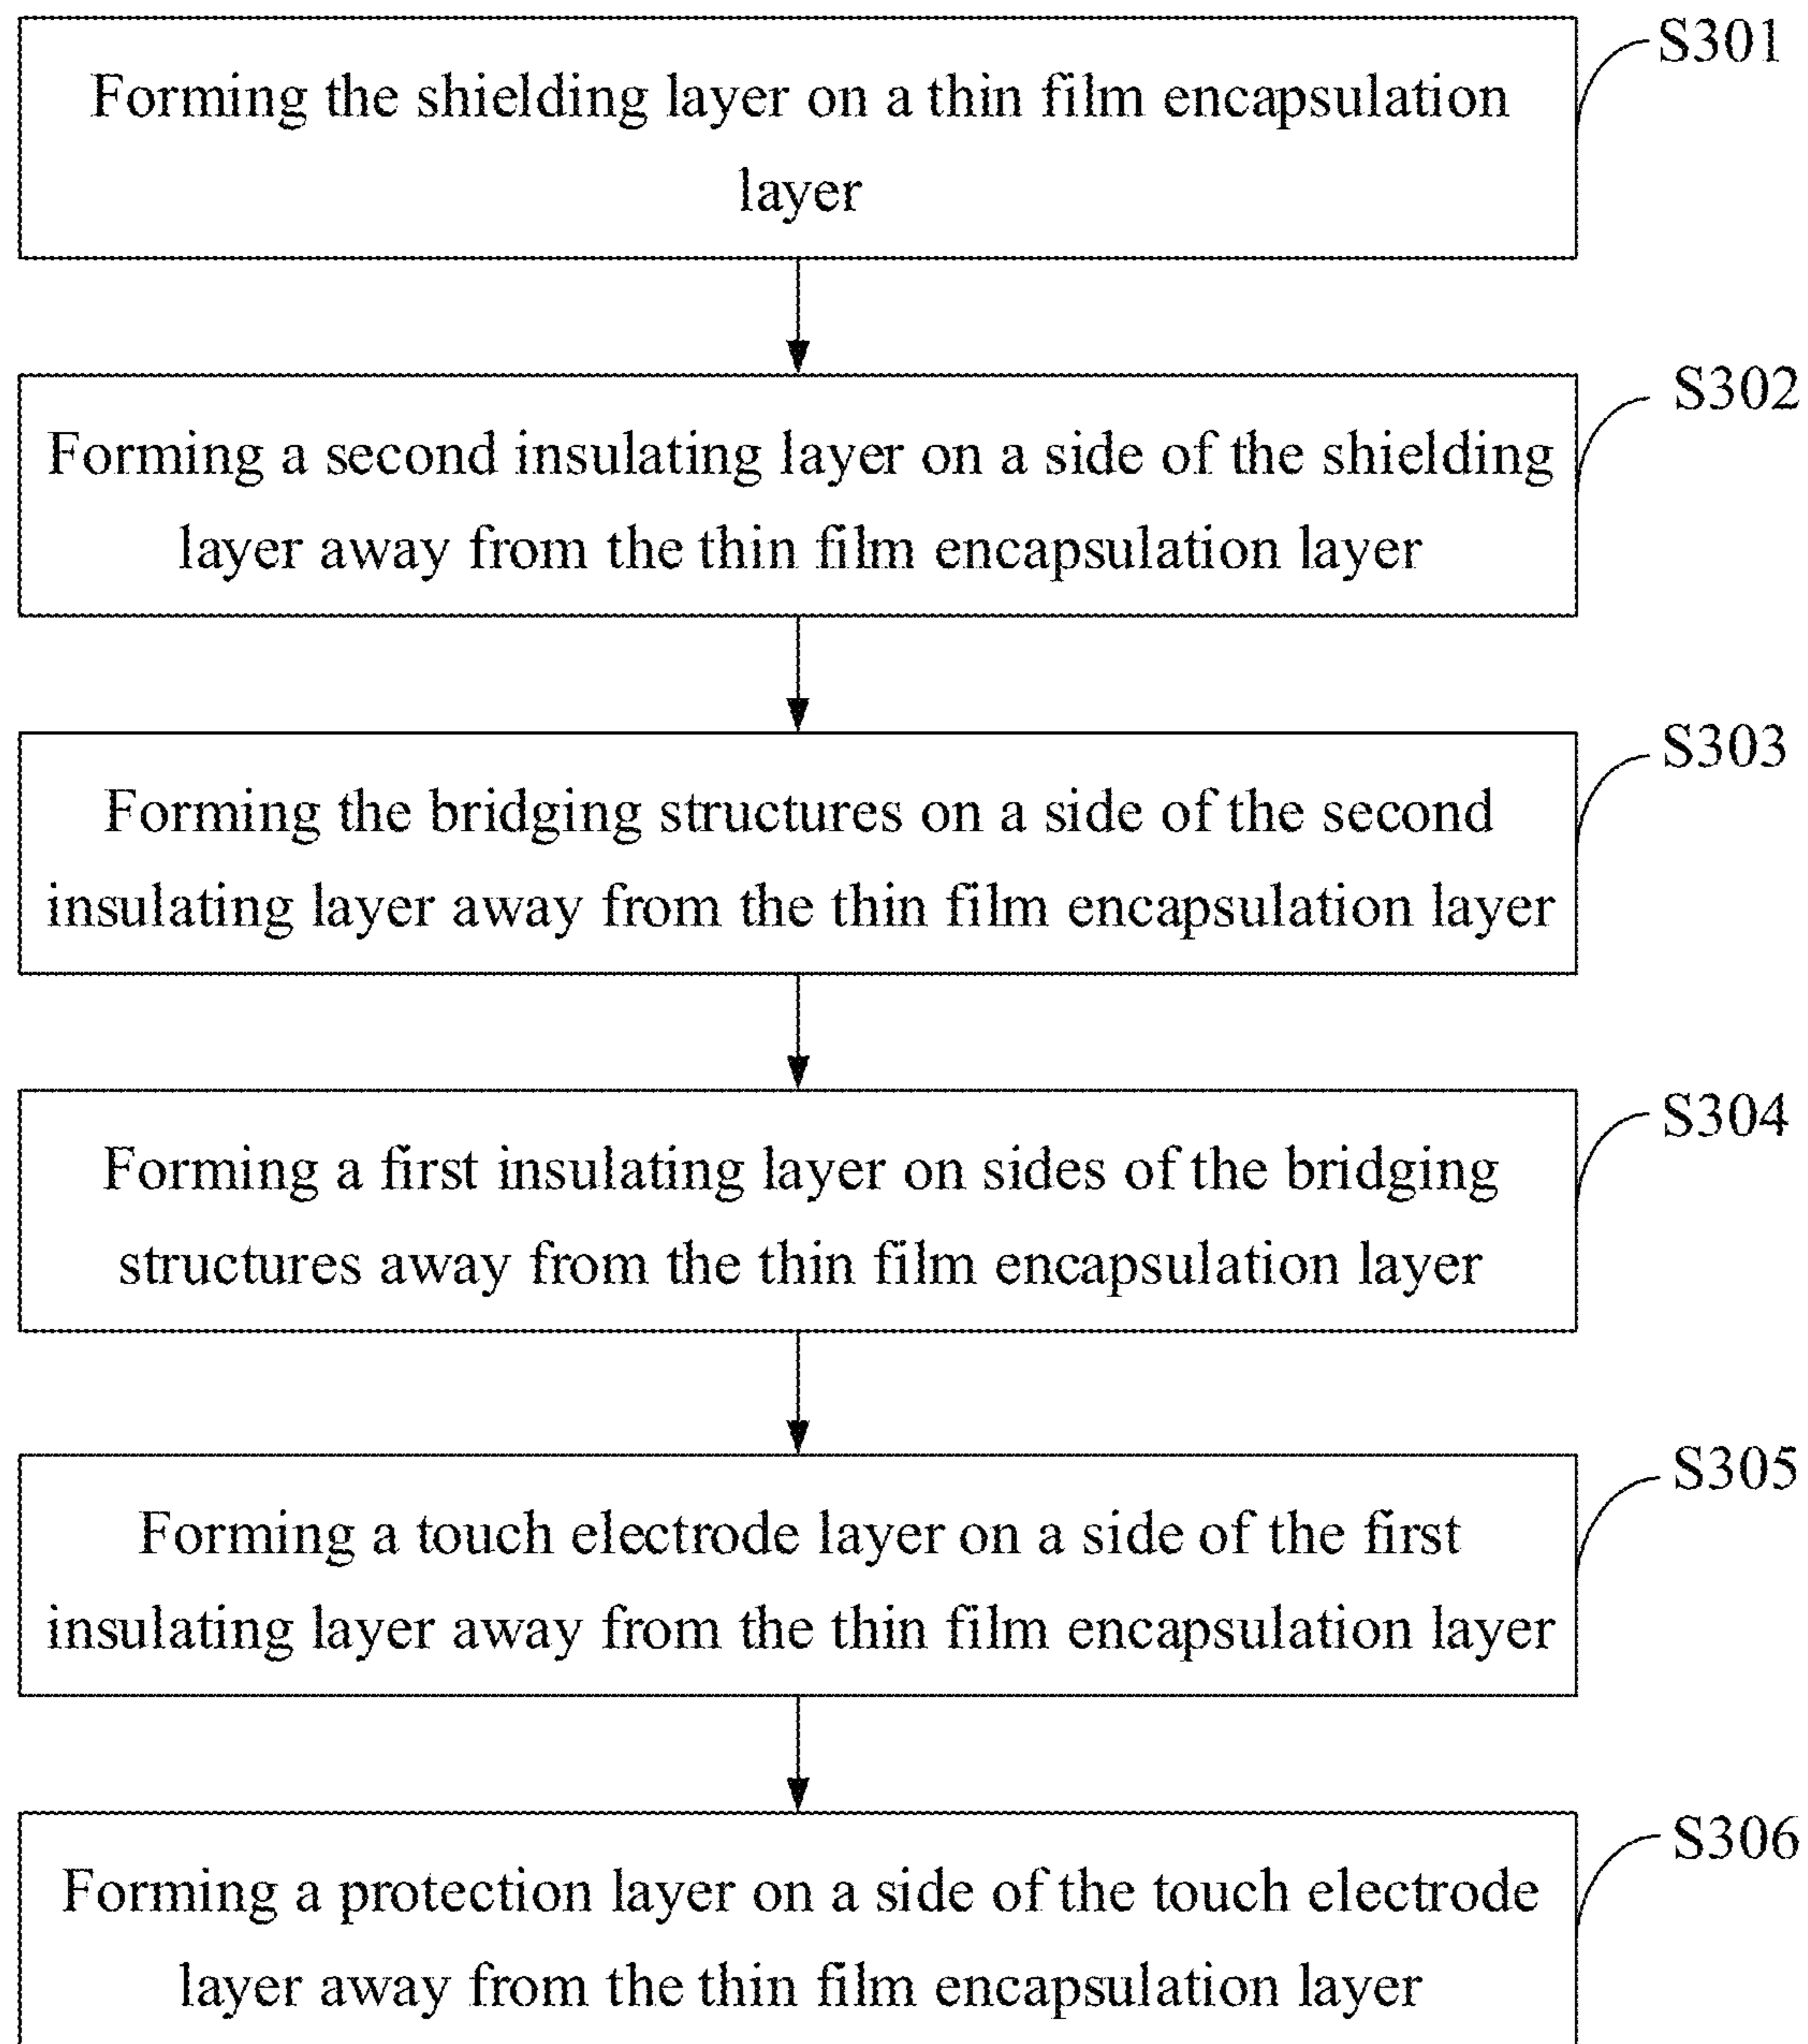 S301
Forming the shielding layer on a thin film encapsulation
layer
S302
Forming a second insulating layer on a side of the shielding
layer away from the thin film encapsulation layer
S303
Forming the bridging structures on a side of the second
insulating layer away from the thin film encapsulation layer
S304
Forming a first insulating layer on sides of the bridging
structures away from the thin film encapsulation layer
S305
Forming a touch electrode layer on a side of the first
insulating layer away from the thin film encapsulation layer
S306
Forming a protection layer on a side of the touch electrode
layer away from the thin film encapsulation layer